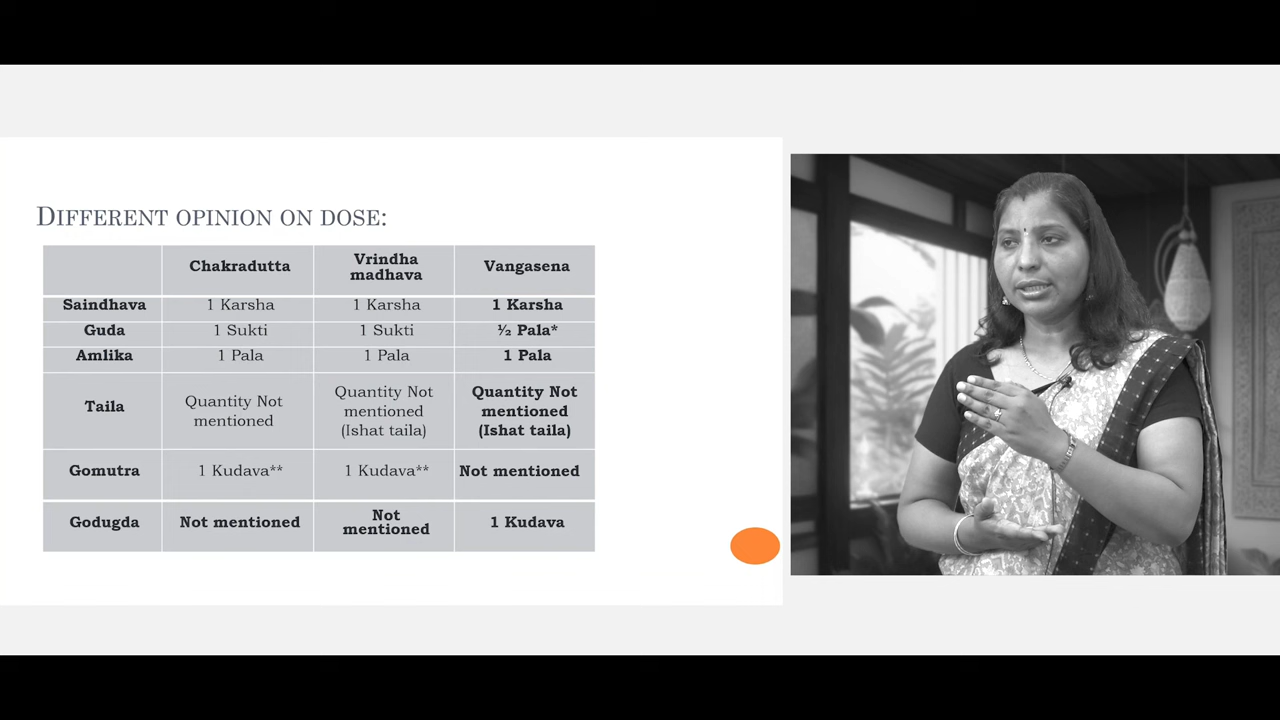 DIFFERENT OPINION ON DOSE:
Chakradutta
Vrindha
madhava
Vangasena
Saindhava 1 Karsha 1 Karsha 1 Karsha
Guda 1 Sukti 1 Sukti ½ Pala*
Amlika 1 Pala 1 Pala 1 Pala
Taila
Quantity Not
mentioned
Quantity Not
mentioned
(Ishat taila)
Quantity Not
mentioned
(Ishat taila)
Gomutra 1 Kudava** 1 Kudava** Not mentioned
Godugda Not mentioned
Not
mentioned
1 Kudava